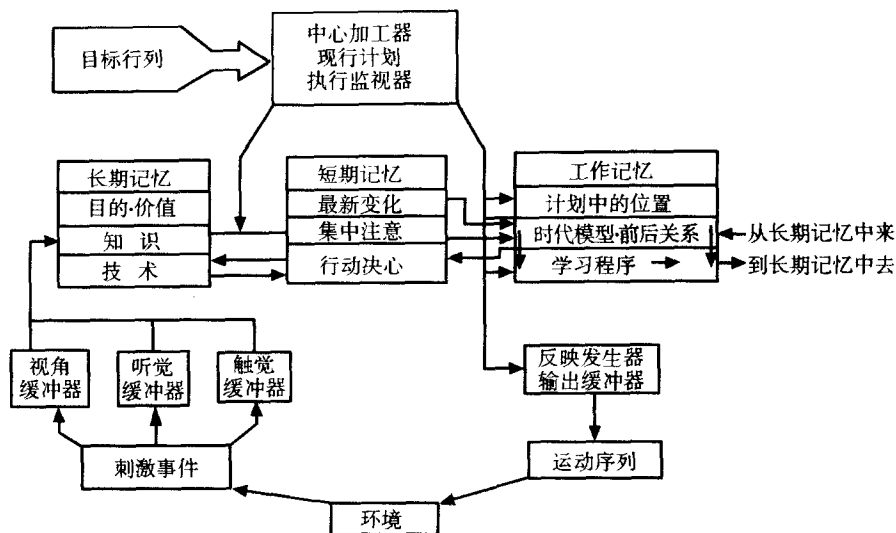 目标行列
中心加工器
现行计划
执行监视器
长期记忆
目的·价值
知 识
技 术
短期记忆
最新变化
集中注意
行动决心
工作记忆
计划中的位置
时代模型·前后关系
学习程序
从长期记忆中来
到长期记忆中去
视角
缓冲器
听觉
缓冲器
触觉
缓冲器
反映发生器
输出缓冲器
刺激事件
运动序列
环境